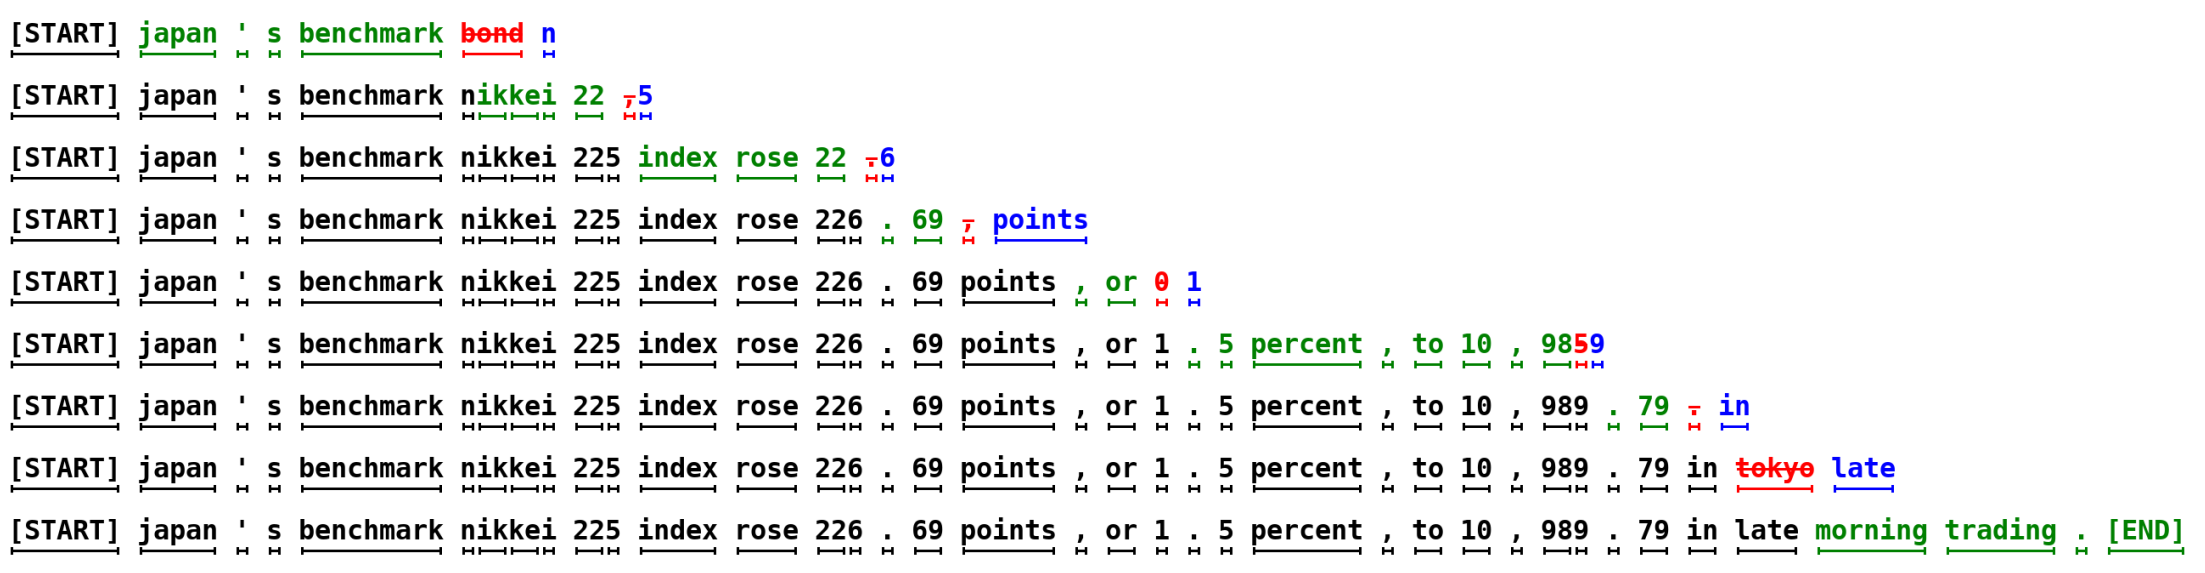 [START] japan ' s benchmark bond n
[START] japan ' s benchmark nikkei 22 ,5
[START] japan ' s benchmark nikkei 225 index rose 22 .6
[START] japan ' s benchmark nikkei 225 index rose 226 . 69 , points
[START] japan ' s benchmark nikkei 225 index rose 226 . 69 points , or 0 1
[START] japan ' s benchmark nikkei 225 index rose 226 . 69 points , or 1 . 5 percent , to 10 , 9859
[START] japan ' s benchmark nikkei 225 index rose 226 . 69 points , or 1 . 5 percent , to 10 , 989 . 79 . in
[START] japan ' s benchmark nikkei 225 index rose 226 . 69 points , or 1 . 5 percent , to 10 , 989 . 79 in tokyo late
[START] japan ' s benchmark nikkei 225 index rose 226 . 69 points , or 1 . 5 percent , to 10 , 989 . 79 in late morning trading . [END]